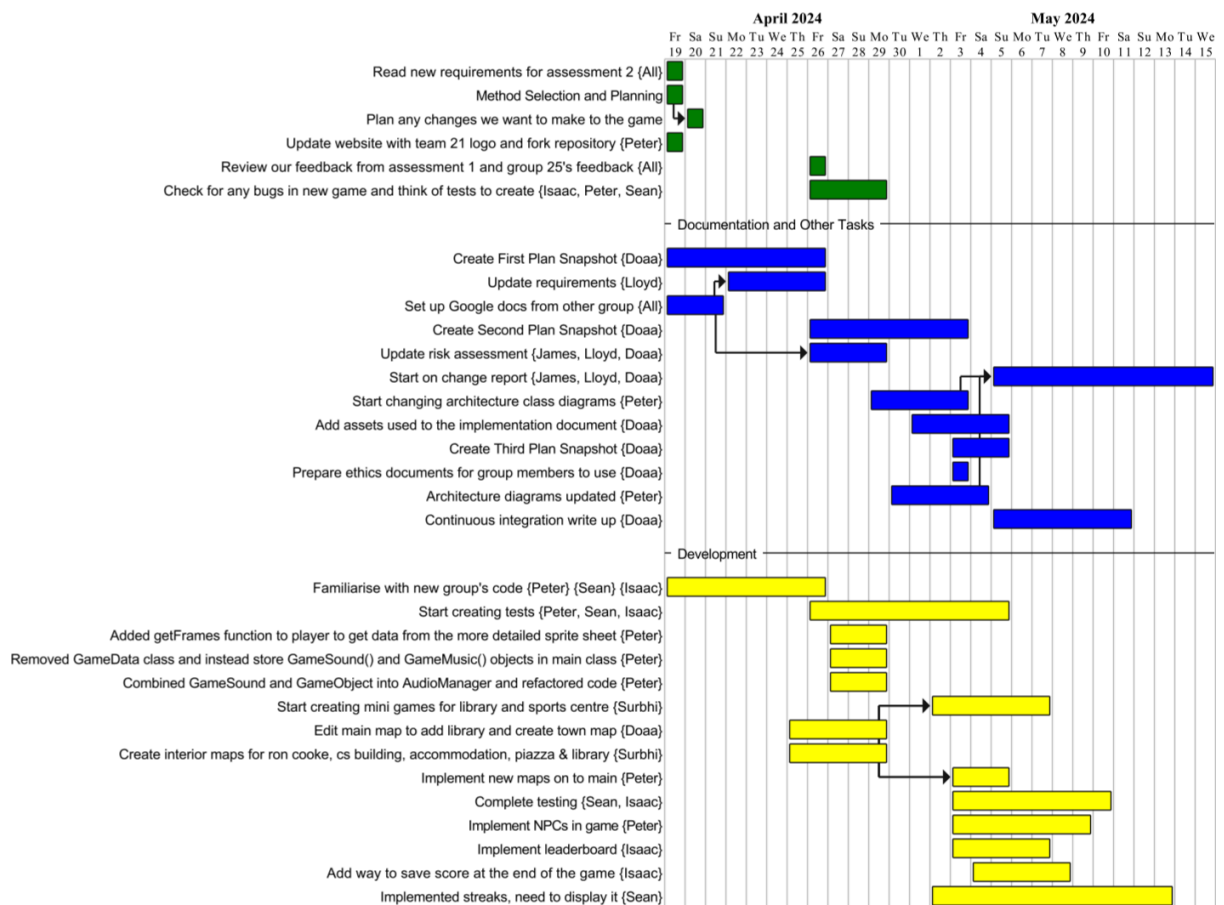 April 2024 May 2024
Fr Sa Su Mo Tu We Th Fr Sa Su Mo Tu We Th Fr Sa Su Mo Tu We Th Fr Sa Su Mo Tu We
19 20 21 22 23 24 25 26 27 28 29 30 1 2 3 4 5 6 7 8 9 10 11 12 13 14 15
Read new requirements for assessment 2 {All}
Method Selection and Planning
Plan any changes we want to make to the game
Update website with team 21 logo and fork repository {Peter}
Review our feedback from assessment 1 and group 25's feedback {All}
Check for any bugs in new game and think of tests to create {Isaac, Peter, Sean}
Documentation and Other Tasks
Create First Plan Snapshot {Doaa}
Update requirements {Lloyd}
Set up Google docs from other group {All}
Create Second Plan Snapshot {Doaa}
Update risk assessment {James, Lloyd, Doaa}
Start on change report {James, Lloyd, Doaa}
Start changing architecture class diagrams {Peter}
Add assets used to the implementation document {Doaa}
Create Third Plan Snapshot {Doaa}
Prepare ethics documents for group members to use {Doaa}
Architecture diagrams updated {Peter}
Continuous integration write up {Doaa}
Development
Familiarise with new group's code {Peter} {Sean} {Isaac}
Start creating tests {Peter, Sean, Isaac}
Added getFrames function to player to get data from the more detailed sprite sheet {Peter}
Removed GameData class and instead store GameSound() and GameMusic() objects in main class {Peter}
Combined GameSound and GameObject into AudioManager and refactored code {Peter}
Start creating mini games for library and sports centre {Surbhi}
Edit main map to add library and create town map {Doaa}
Create interior maps for ron cooke, cs building, accommodation, piazza & library {Surbhi}
Implement new maps on to main {Peter}
Complete testing {Sean, Isaac}
Implement NPCs in game {Peter}
Implement leaderboard {Isaac}
Add way to save score at the end of the game {Isaac}
Implemented streaks, need to display it {Sean}